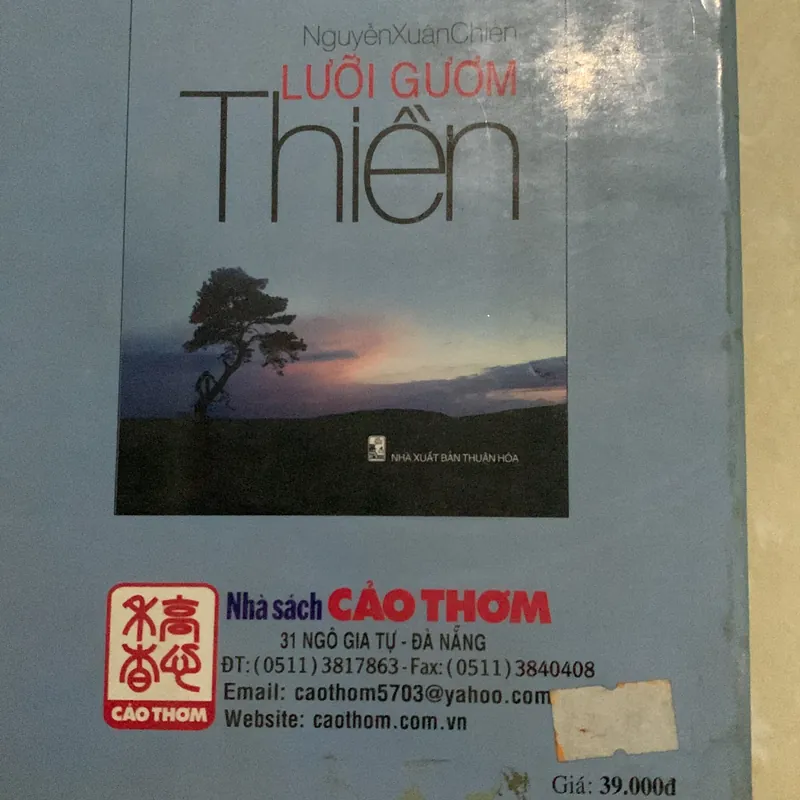 NguyễnXuânChiến
LƯỠI GƯƠM
Thiền
NHÀ XUẤT BẢN THUẬN HÓA
Nhà sách CẢO THƠM
31 NGÔ GIA TỰ - ĐÀ NẴNG
ĐT: (0511) 3817863 - Fax: (0511) 3840408
Email: caothom5703@yahoo.com
Website: caothom.com.vn
CẢO THƠM
Giá: 39.000đ